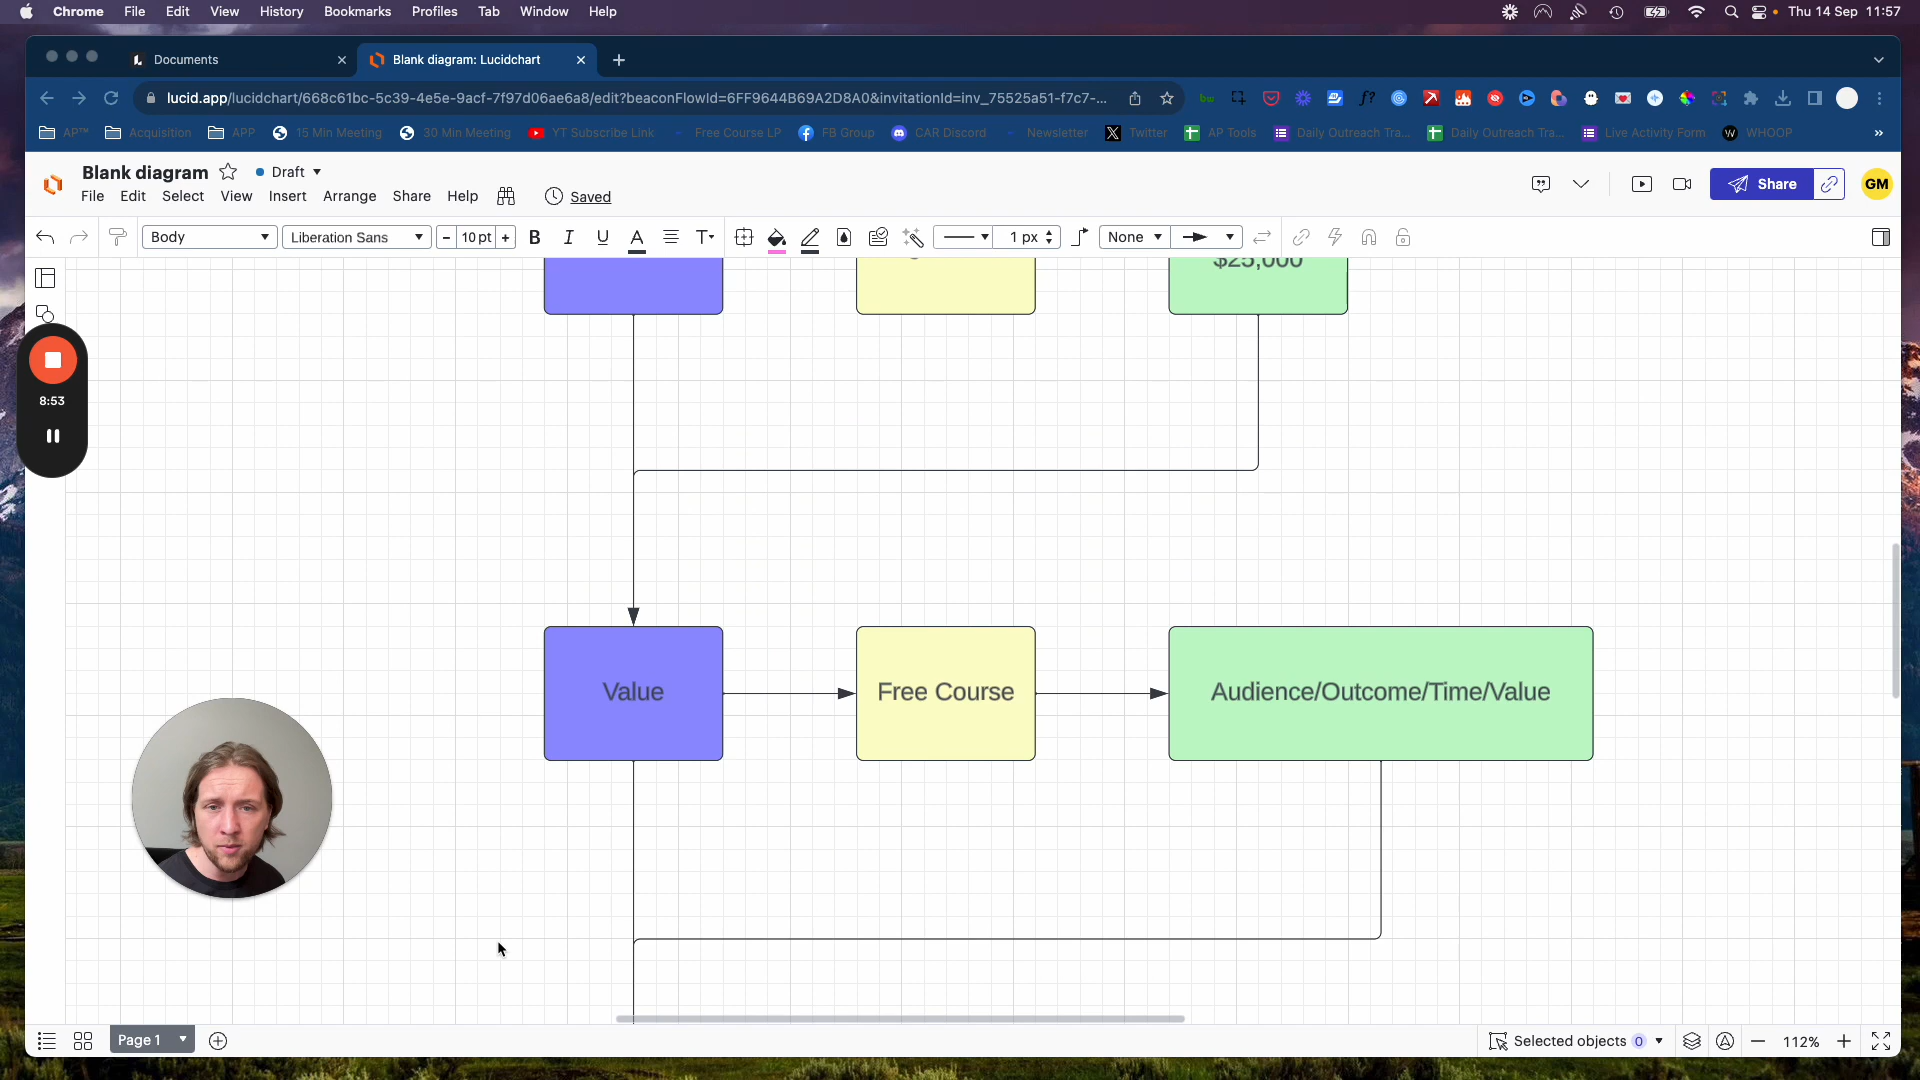 Chrome File Edit View History Bookmarks Profiles Tab Window Help Thu 14 Sep 11:57
Documents Blank diagram: Lucidchart
lucid.app/lucidchart/668c61bc-5c39-4e5e-9acf-7f97d06ae6a8/edit?beaconFlowId=6FF9644B69A2D8A0&invitationId=inv_75525a51-f7c7-...
AP™ Acquisition APP 15 Min Meeting 30 Min Meeting YT Subscribe Link Free Course LP FB Group CAR Discord Newsletter Twitter AP Tools Daily Outreach Tra... Daily Outreach Tra... Live Activity Form WHOOP
Blank diagram Draft
File Edit Select View Insert Arrange Share Help Saved
Share GM
Body Liberation Sans 10 pt B I U A T 1 px None
$25,000
8:53
Value Free Course Audience/Outcome/Time/Value
Page 1 Selected objects 0 112%